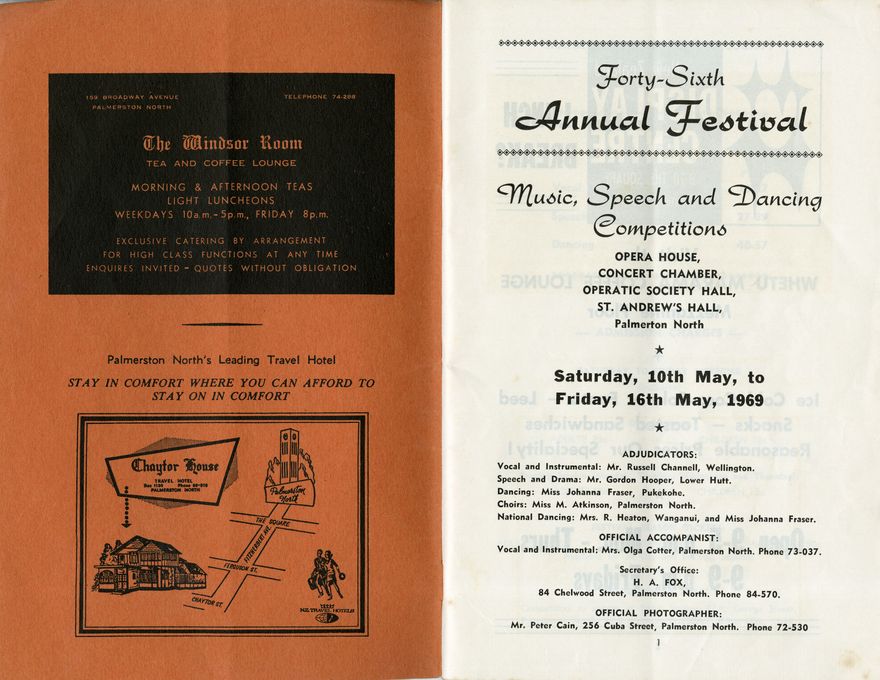 159 BROADWAY AVENUE
PALMERSTON NORTH
TELEPHONE 74-288
The Windsor Room
TEA AND COFFEE LOUNGE
MORNING & AFTERNOON TEAS
LIGHT LUNCHEONS
WEEKDAYS 10a.m.-5p.m., FRIDAY 8p.m.
EXCLUSIVE CATERING BY ARRANGEMENT
FOR HIGH CLASS FUNCTIONS AT ANY TIME
ENQUIRES INVITED - QUOTES WITHOUT OBLIGATION
Palmerston North's Leading Travel Hotel
STAY IN COMFORT WHERE YOU CAN AFFORD TO
STAY ON IN COMFORT
Chaytor House
TRAVEL HOTEL
PALMERSTON NORTH
Palmerston
North
THE SQUARE
FITZHERBERT AVE.
FERGUSON ST.
CHAYTOR ST.
N.Z. TRAVEL HOTELS
Forty-Sixth
Annual Festival
Music, Speech and Dancing
Competitions
OPERA HOUSE,
CONCERT CHAMBER,
OPERATIC SOCIETY HALL,
ST. ANDREW'S HALL,
Palmerton North
Saturday, 10th May, to
Friday, 16th May, 1969
ADJUDICATORS:
Vocal and Instrumental: Mr. Russell Channell, Wellington.
Speech and Drama: Mr. Gordon Hooper, Lower Hutt.
Dancing: Miss Johanna Fraser, Pukekohe.
Choirs: Miss M. Atkinson, Palmerston North.
National Dancing: Mrs. R. Heaton, Wanganui, and Miss Johanna Fraser.
OFFICIAL ACCOMPANIST:
Vocal and Instrumental: Mrs. Olga Cotter, Palmerston North. Phone 73-037.
Secretary's Office:
H. A. FOX,
84 Chelwood Street, Palmerston North. Phone 84-570.
OFFICIAL PHOTOGRAPHER:
Mr. Peter Cain, 256 Cuba Street, Palmerston North. Phone 72-530
1